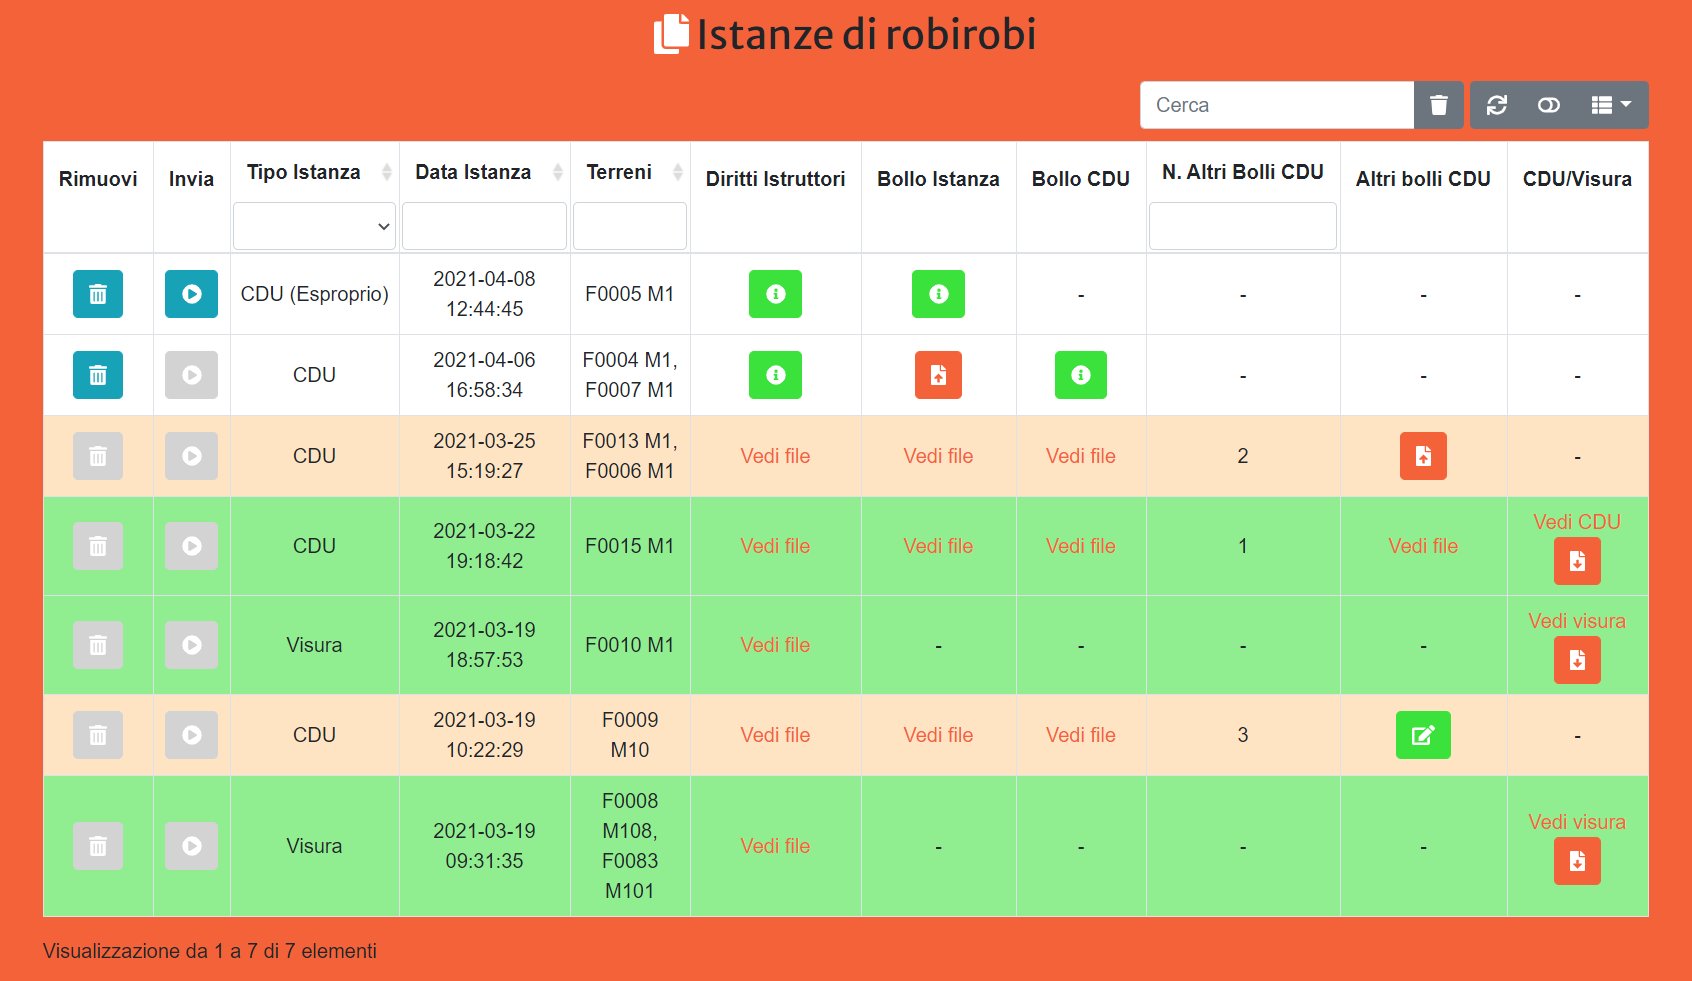 Istanze di robirobi
Cerca
Rimuovi Invia Tipo Istanza Data Istanza Terreni Diritti Istruttori Bollo Istanza Bollo CDU N. Altri Bolli CDU Altri bolli CDU CDU/Visura
CDU (Esproprio) 2021-04-08 12:44:45 F0005 M1 - - - -
CDU 2021-04-06 16:58:34 F0004 M1, F0007 M1 - - -
CDU 2021-03-25 15:19:27 F0013 M1, F0006 M1 Vedi file Vedi file Vedi file 2 -
CDU 2021-03-22 19:18:42 F0015 M1 Vedi file Vedi file Vedi file 1 Vedi file Vedi CDU
Visura 2021-03-19 18:57:53 F0010 M1 Vedi file - - - - Vedi visura
CDU 2021-03-19 10:22:29 F0009 M10 Vedi file Vedi file Vedi file 3 -
Visura 2021-03-19 09:31:35 F0008 M108, F0083 M101 Vedi file - - - - Vedi visura
Visualizzazione da 1 a 7 di 7 elementi